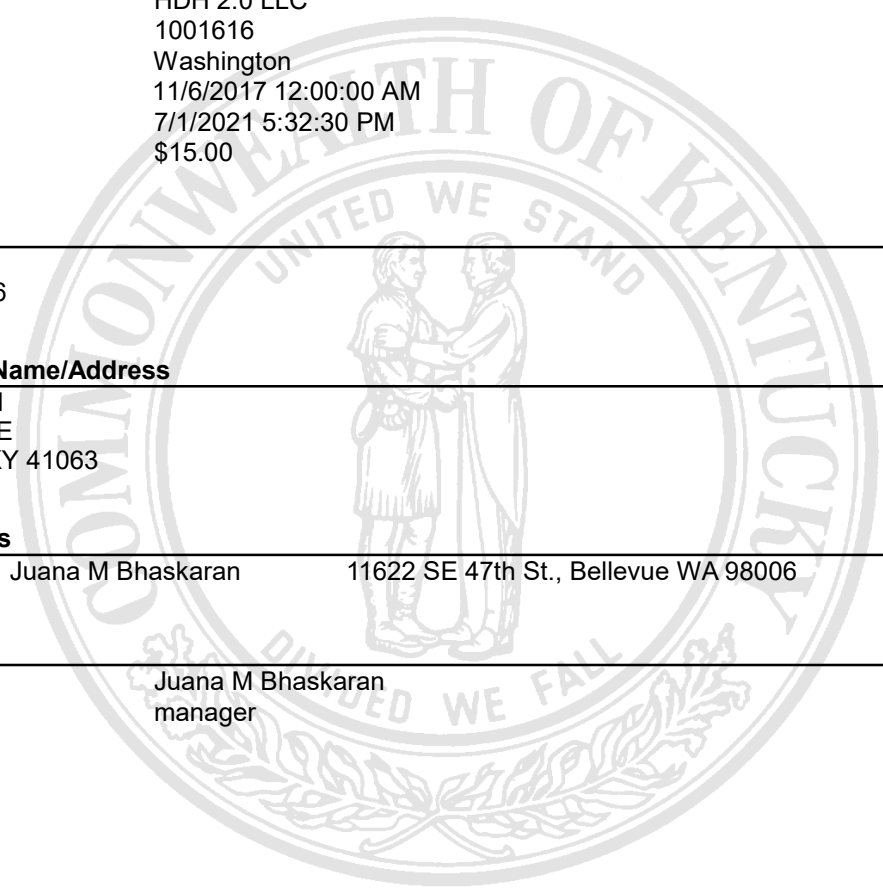 HDH 2.0 LLC
1001616
Washington
11/6/2017 12:00:00 AM
7/1/2021 5:32:30 PM
$15.00
6
Name/Address
E
KY 41063
s
Juana M Bhaskaran 11622 SE 47th St., Bellevue WA 98006
Juana M Bhaskaran
manager
COMMONWEALTH OF KENTUCKY
UNITED WE STAND
DIVIDED WE FALL